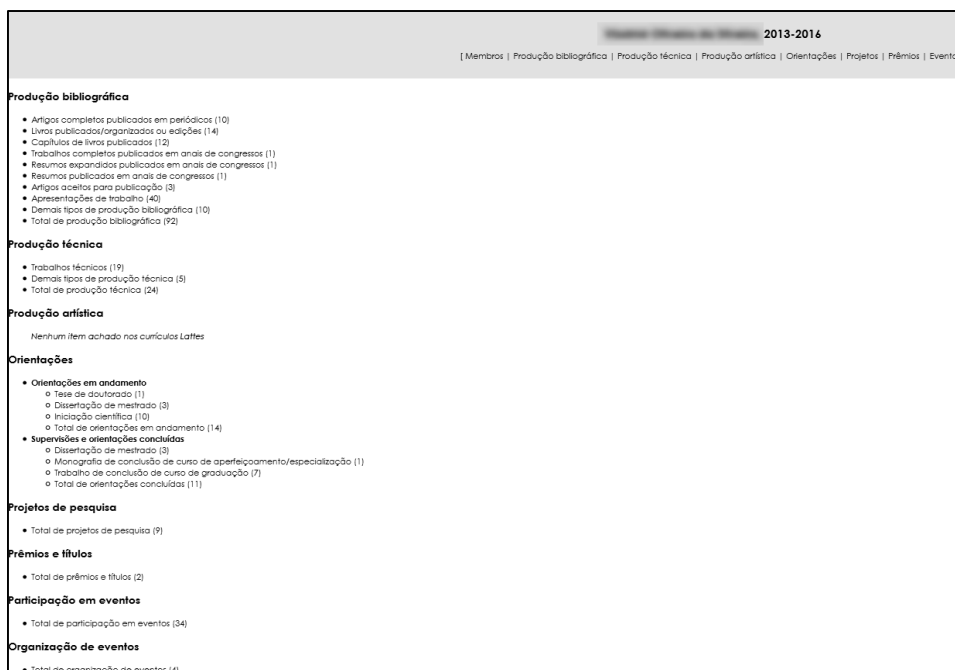 2013-2016
[ Membros | Produção bibliográfica | Produção técnica | Produção artística | Orientações | Projetos | Prêmios | Evento
Produção bibliográfica
Artigos completos publicados em periódicos (10)
Livros publicados/organizados ou edições (14)
Capítulos de livros publicados (12)
Trabalhos completos publicados em anais de congressos (1)
Resumos expandidos publicados em anais de congressos (1)
Resumos publicados em anais de congressos (1)
Artigos aceitos para publicação (3)
Apresentações de trabalho (40)
Demais tipos de produção bibliográfica (10)
Total de produção bibliográfica (92)
Produção técnica
Trabalhos técnicos (19)
Demais tipos de produção técnica (5)
Total de produção técnica (24)
Produção artística
Nenhum item achado nos currículos Lattes
Orientações
Orientações em andamento
Tese de doutorado (1)
Dissertação de mestrado (3)
Iniciação científica (10)
Total de orientações em andamento (14)
Supervisões e orientações concluídas
Dissertação de mestrado (3)
Monografia de conclusão de curso de aperfeiçoamento/especialização (1)
Trabalho de conclusão de curso de graduação (7)
Total de orientações concluídas (11)
Projetos de pesquisa
Total de projetos de pesquisa (9)
Prêmios e títulos
Total de prêmios e títulos (2)
Participação em eventos
Total de participação em eventos (34)
Organização de eventos
Total de organização de eventos (4)